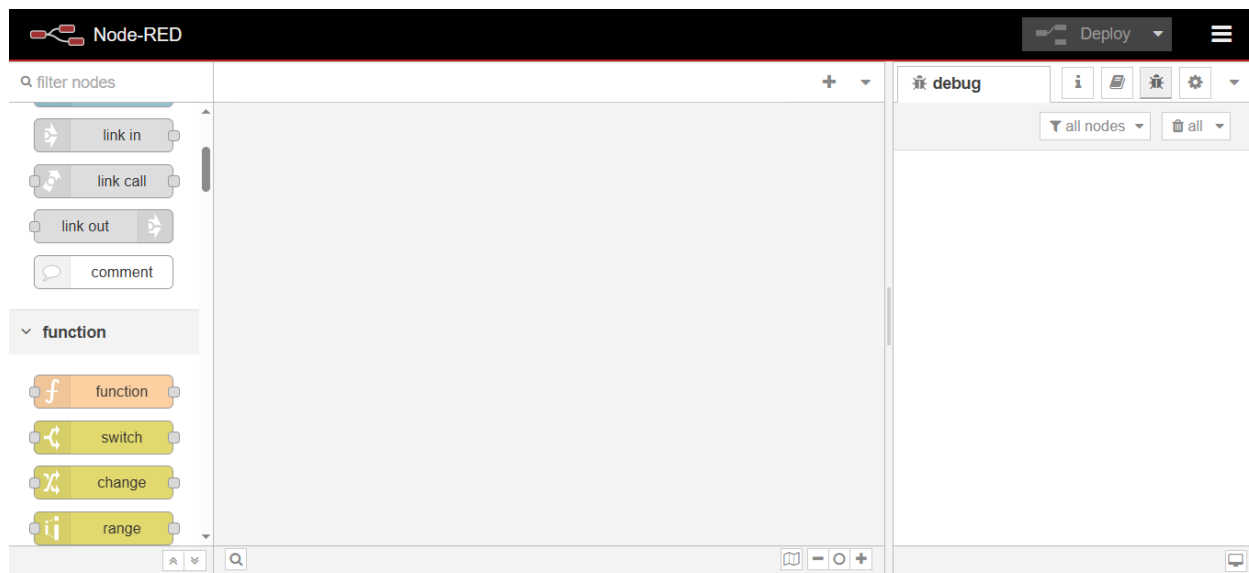 Node-RED
Deploy
filter nodes
debug
i
all nodes
all
link in
link call
link out
comment
function
function
switch
change
range